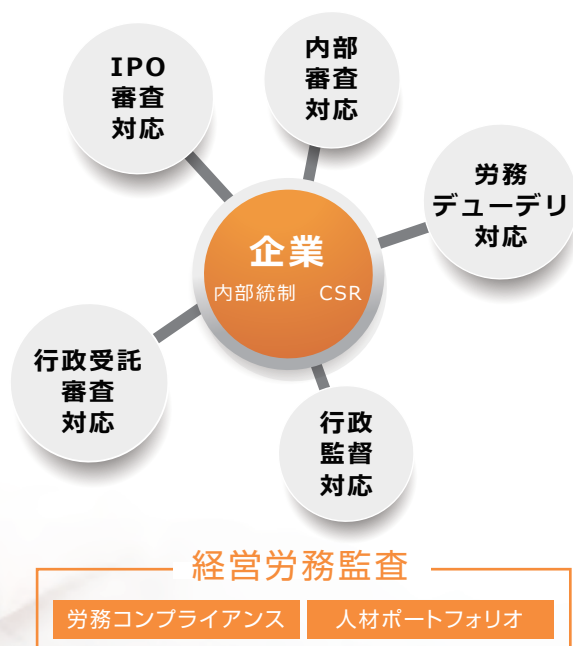 IPO
審査
対応
内部
審査
対応
労務
デューデリ
対応
企業
内部統制　CSR
行政受託
審査
対応
行政
監督
対応
経営労務監査
労務コンプライアンス
人材ポートフォリオ